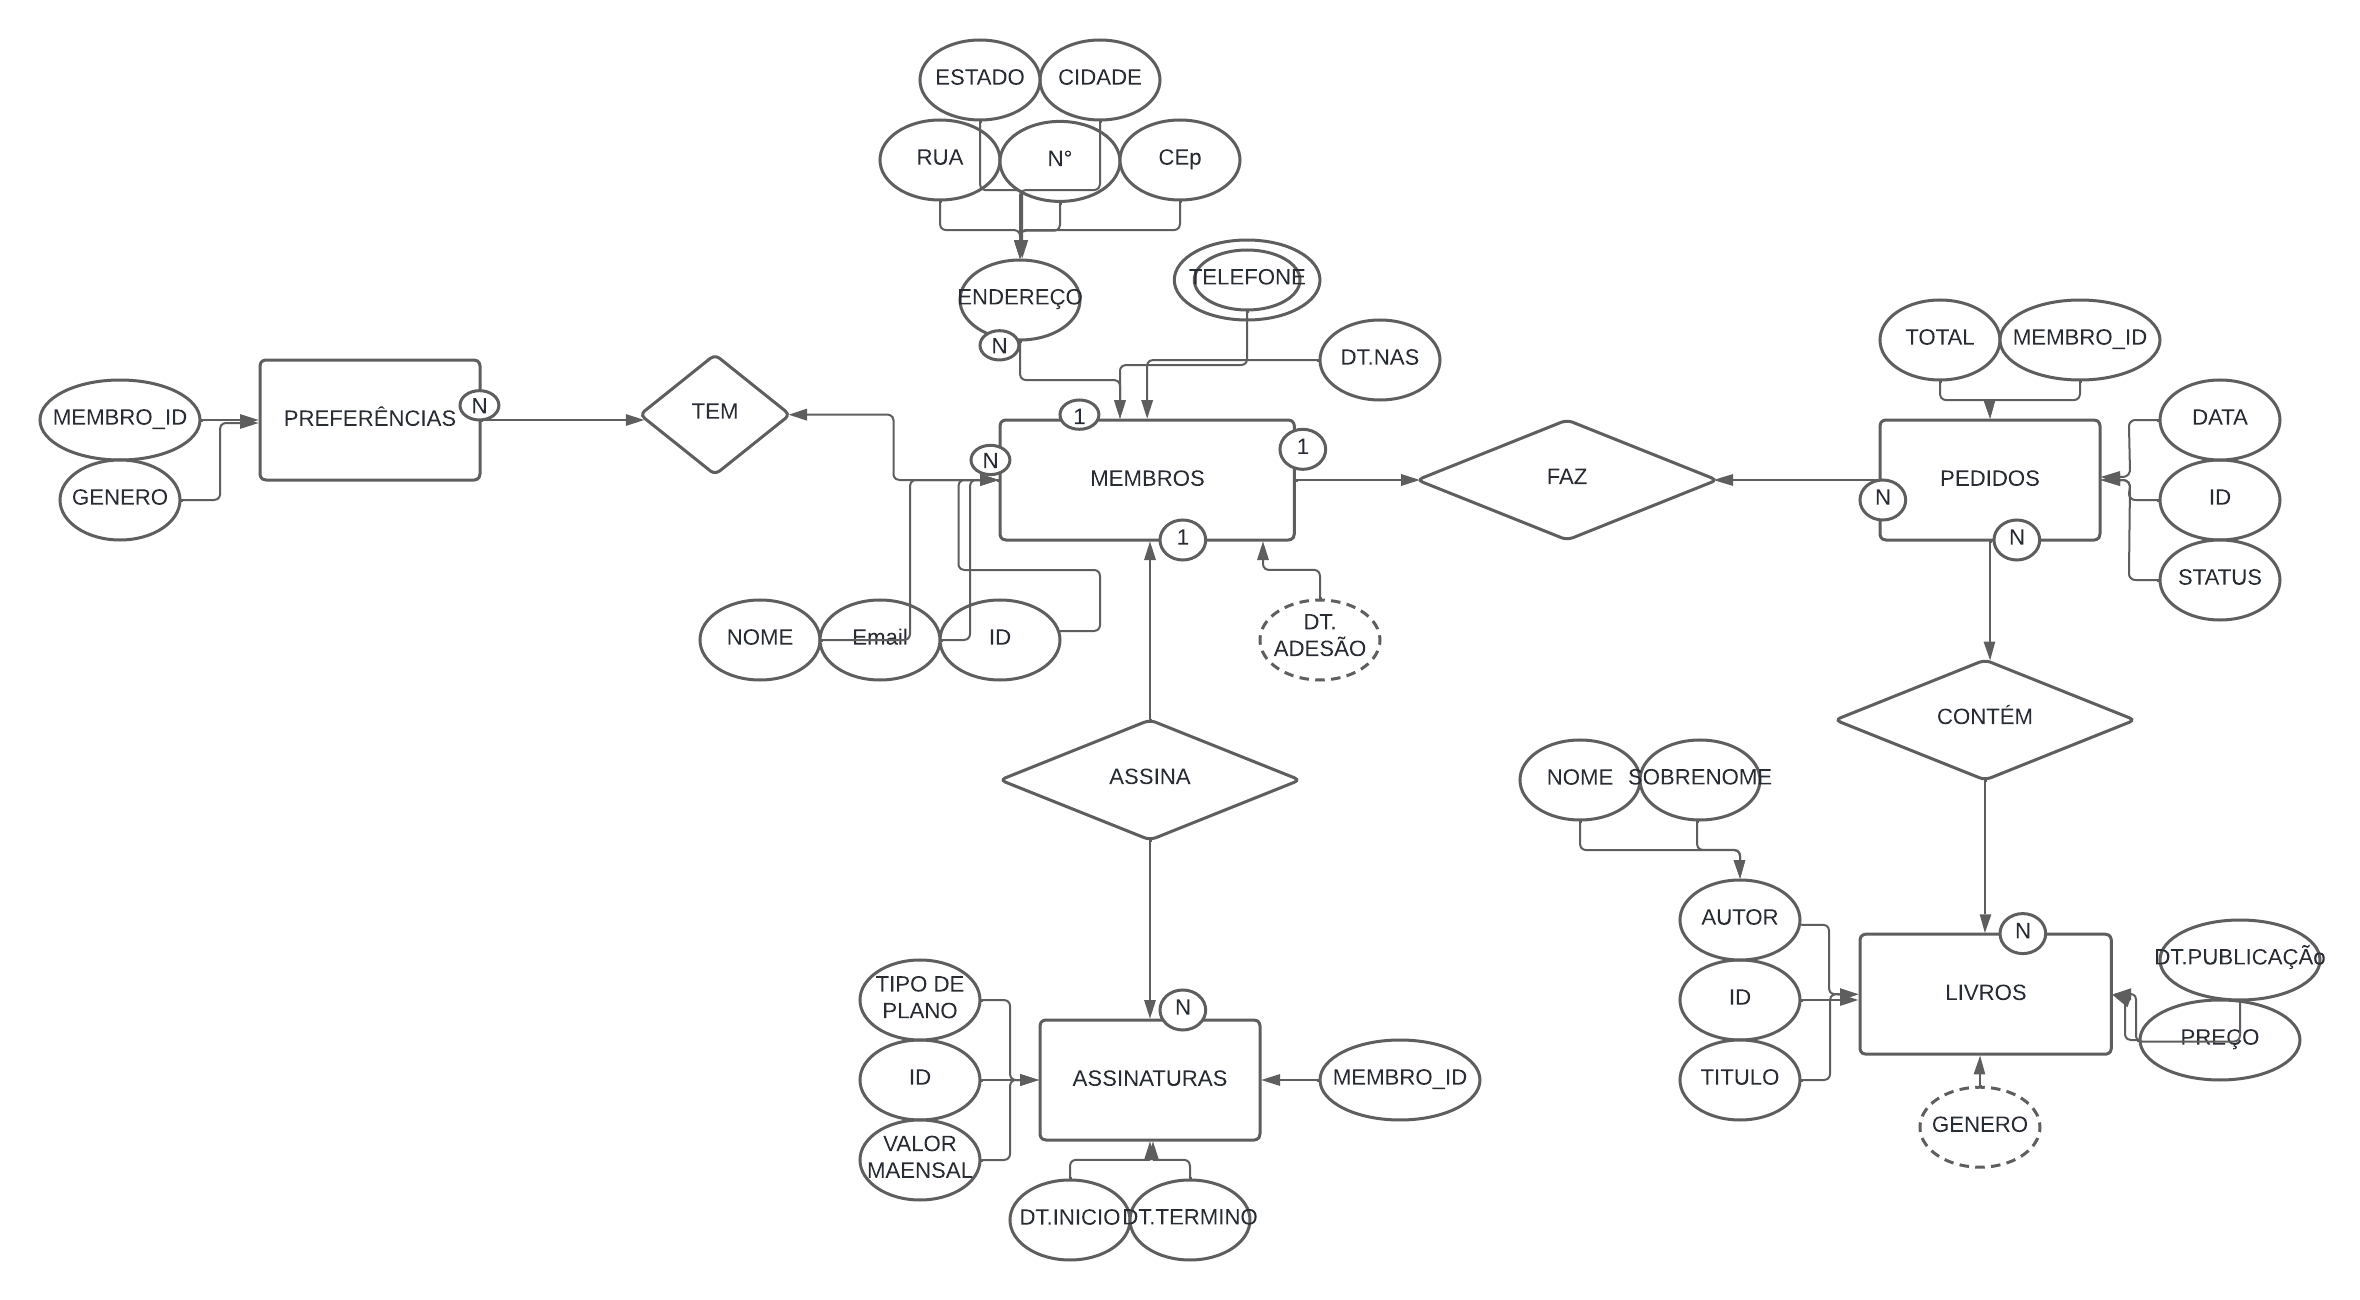 ESTADO
CIDADE
RUA
N°
CEp
TELEFONE
ENDEREÇO
N
DT.NAS
TOTAL
MEMBRO_ID
MEMBRO_ID
PREFERÊNCIAS
N
TEM
GENERO
1
N
MEMBROS
1
1
FAZ
PEDIDOS
N
N
DATA
ID
STATUS
NOME
Email
ID
DT.
ADESÃO
CONTÉM
ASSINA
NOME
SOBRENOME
AUTOR
ID
TITULO
N
LIVROS
DT.PUBLICAÇÃo
PREÇO
GENERO
TIPO DE
PLANO
ID
VALOR
MAENSAL
N
ASSINATURAS
MEMBRO_ID
DT.INICIO
DT.TERMINO